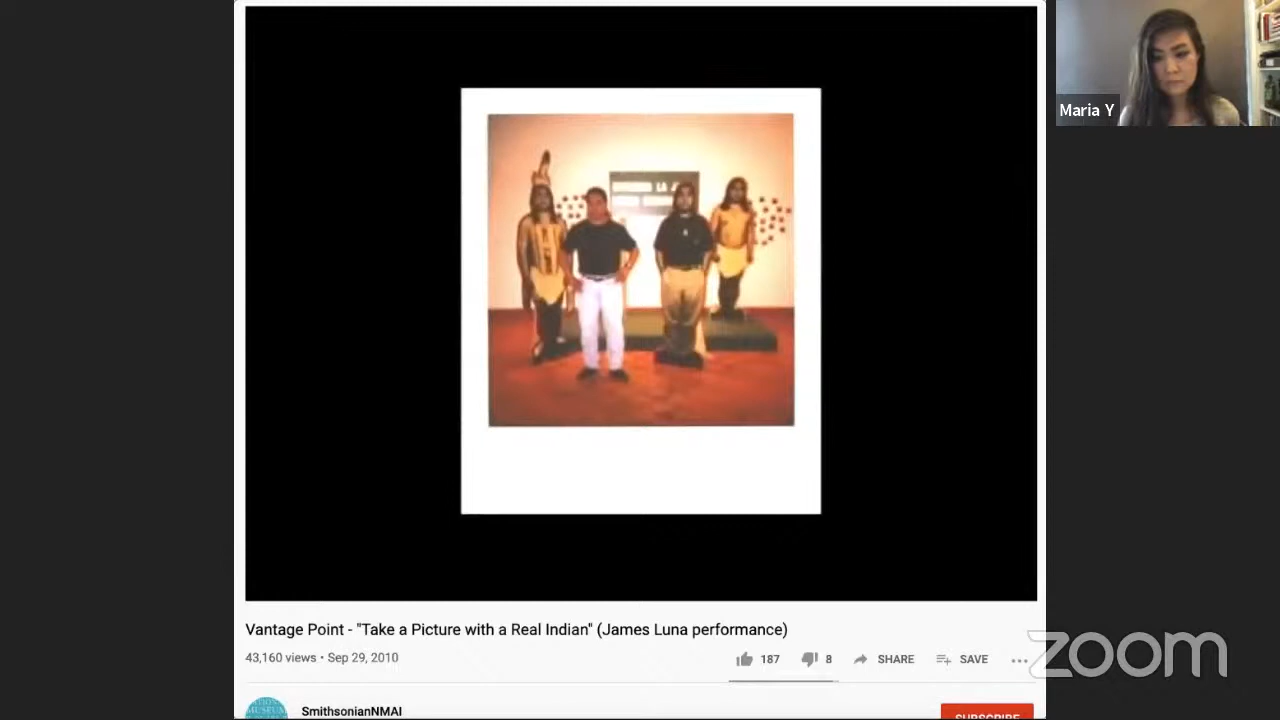 Maria Y
Vantage Point - "Take a Picture with a Real Indian" (James Luna performance)
43,160 views • Sep 29, 2010
187
8
SHARE
SAVE
zoom
SmithsonianNMAI
SUBSCRIBE